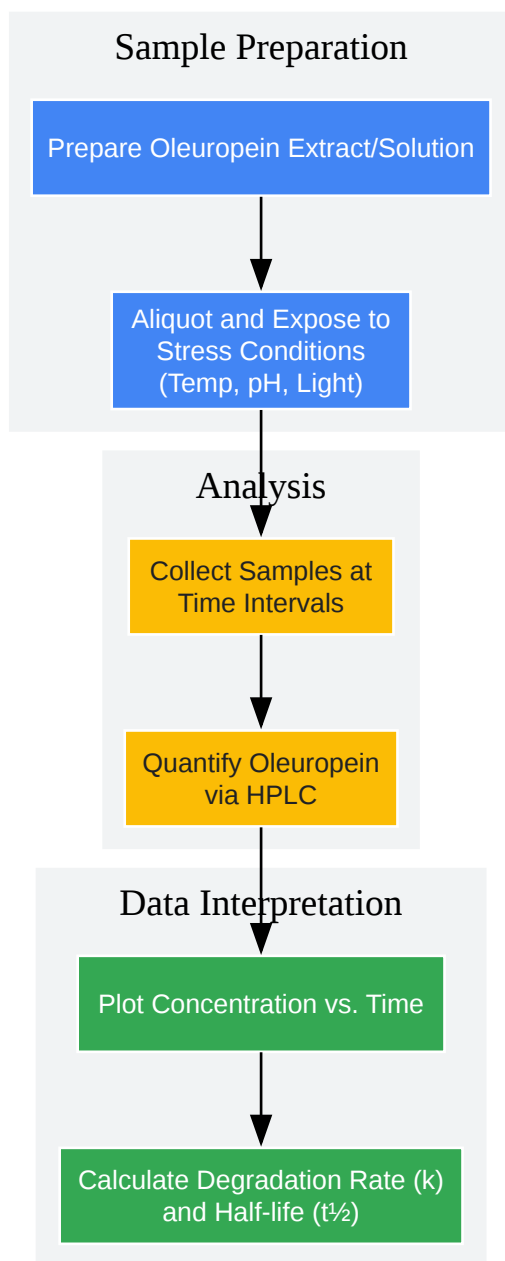 Sample Preparation
Prepare Oleuropein Extract/Solution
Aliquot and Expose to
Stress Conditions
(Temp, pH, Light)
Analysis
Collect Samples at
Time Intervals
Quantify Oleuropein
via HPLC
Data Interpretation
Plot Concentration vs. Time
Calculate Degradation Rate (k)
and Half-life (t½)